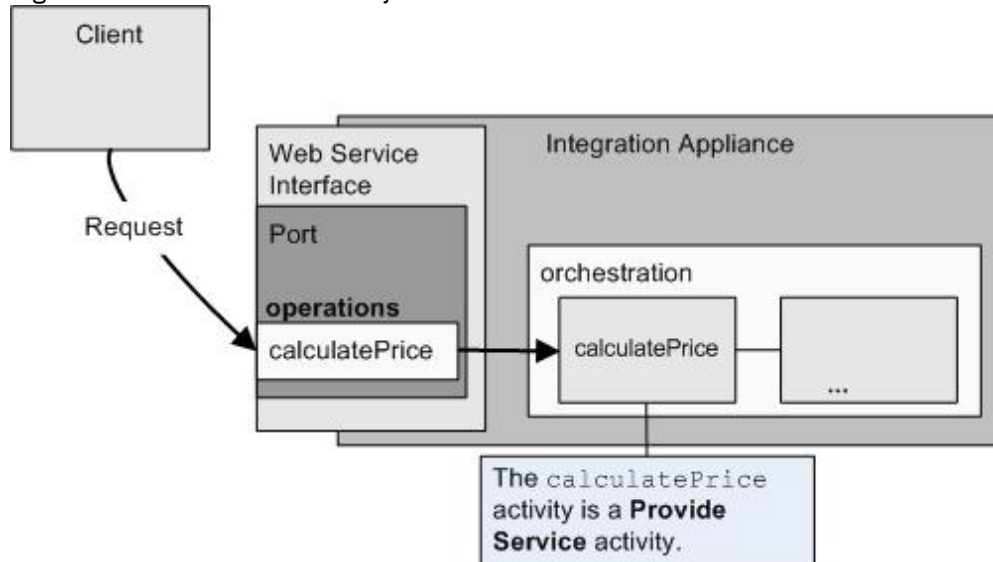 Client
Request
Web Service
Interface
Port
operations
calculatePrice
Integration Appliance
orchestration
calculatePrice
...
The calculatePrice
activity is a Provide
Service activity.